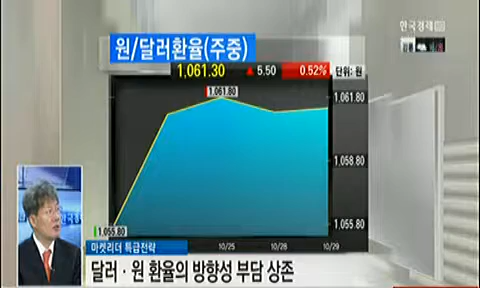 한국경제
원/달러환율(주중)
1,061.30 ▲ 5.50 0.52% 단위: 원
1,061.80
1,061.80
1,058.80
1,055.80
1,055.80
10/25 10/28 10/29
마켓리더 특급전략
달러·원 환율의 방향성 부담 상존